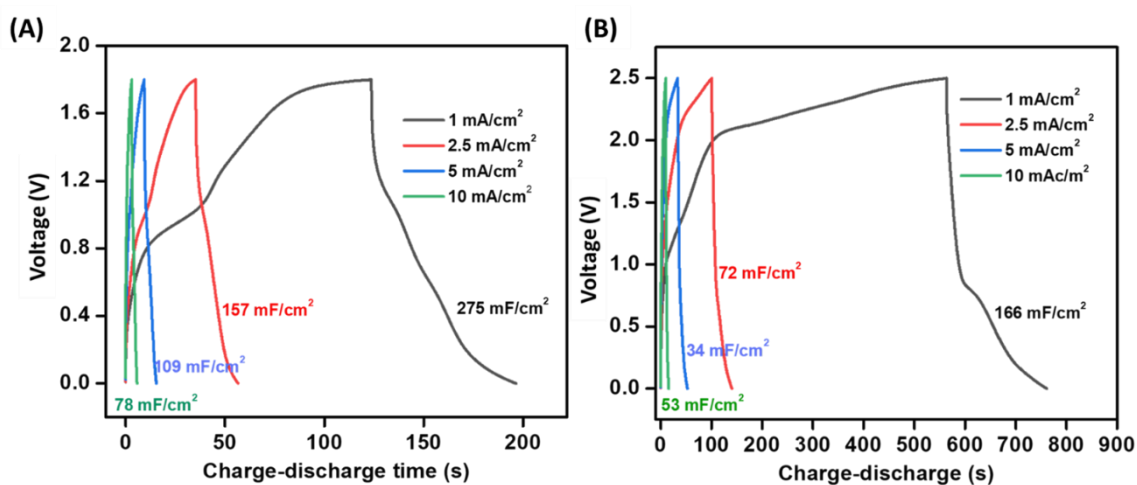 (A)
2.0
1.6
1.2
0.8
0.4
0.0
Voltage (V)
1 mA/cm²
2.5 mA/cm²
5 mA/cm²
10 mA/cm²
275 mF/cm²
157 mF/cm²
109 mF/cm²
78 mF/cm²
0 50 100 150 200
Charge-discharge time (s)
(B)
2.5
2.0
1.5
1.0
0.5
0.0
Voltage (V)
1 mA/cm²
2.5 mA/cm²
5 mA/cm²
10 mAc/m²
72 mF/cm²
166 mF/cm²
34 mF/cm²
53 mF/cm²
0 100 200 300 400 500 600 700 800 900
Charge-discharge (s)